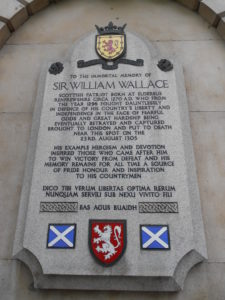 TO THE IMMORTAL MEMORY OF
SIR WILLIAM WALLACE
SCOTTISH PATRIOT BORN AT ELDERSLIE
RENFREWSHIRE CIRCA 1270 A.D. WHO FROM
THE YEAR 1296 FOUGHT DAUNTLESSLY
IN DEFENCE OF HIS COUNTRY'S LIBERTY AND
INDEPENDENCE IN THE FACE OF FEARFUL
ODDS AND GREAT HARDSHIP BEING
EVENTUALLY BETRAYED AND CAPTURED
BROUGHT TO LONDON AND PUT TO DEATH
NEAR THIS SPOT ON THE
23RD AUGUST 1305
HIS EXAMPLE HEROISM AND DEVOTION
INSPIRED THOSE WHO CAME AFTER HIM
TO WIN VICTORY FROM DEFEAT AND HIS
MEMORY REMAINS FOR ALL TIME A SOURCE
OF PRIDE HONOUR AND INSPIRATION
TO HIS COUNTRYMEN
DICO TIBI VERUM LIBERTAS OPTIMA RERUM
NUNQUAM SERVILI SUB NEXU VIVITO FILI
BAS AGUS BUAIDH